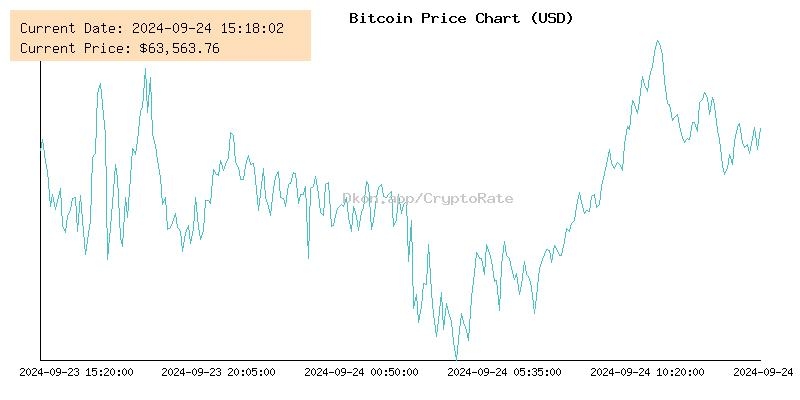 Bitcoin Price Chart (USD)
Current Date: 2024-09-24 15:18:02
Current Price: $63,563.76
Dkon.app/CryptoRate
2024-09-23 15:20:00 2024-09-23 20:05:00 2024-09-24 00:50:00 2024-09-24 05:35:00 2024-09-24 10:20:00 2024-09-24